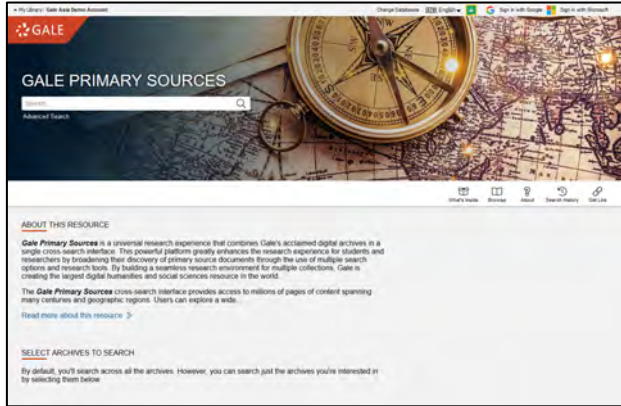 My Library: Gale Asia Demo Account
Change Databases
English
Sign in with Google
Sign in with Microsoft
GALE
GALE PRIMARY SOURCES
Search...
Advanced Search
What's Inside
Browse
About
Search History
Get Link
ABOUT THIS RESOURCE
Gale Primary Sources is a universal research experience that combines Gale's acclaimed digital archives in a
single cross-search interface. This powerful platform greatly enhances the research experience for students and
researchers by broadening their discovery of primary source documents through the use of multiple search
options and research tools. By building a seamless research environment for multiple collections, Gale is
creating the largest digital humanities and social sciences resource in the world.
The Gale Primary Sources cross-search interface provides access to millions of pages of content spanning
many centuries and geographic regions. Users can explore a wide.
Read more about this resource
SELECT ARCHIVES TO SEARCH
By default, you'll search across all the archives. However, you can search just the archives you're interested in
by selecting them below